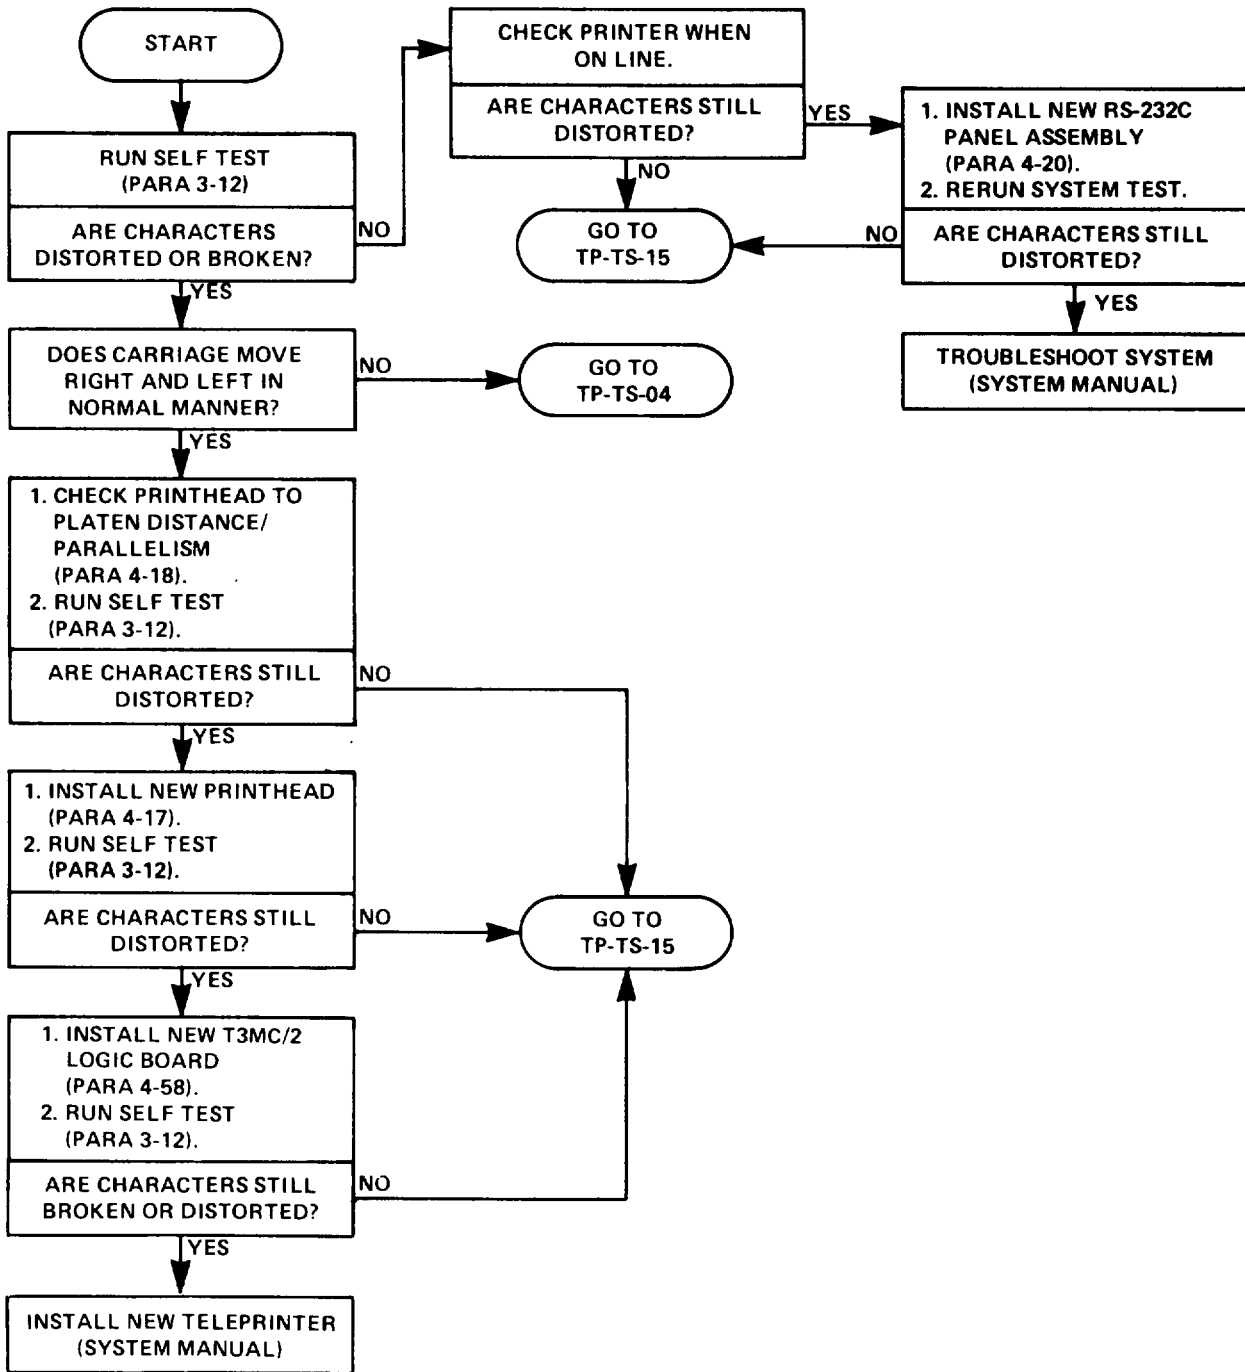 START
RUN SELF TEST
(PARA 3-12)
ARE CHARACTERS
DISTORTED OR BROKEN?
NO
YES
CHECK PRINTER WHEN
ON LINE.
ARE CHARACTERS STILL
DISTORTED?
YES
NO
GO TO
TP-TS-15
1. INSTALL NEW RS-232C
PANEL ASSEMBLY
(PARA 4-20).
2. RERUN SYSTEM TEST.
NO
ARE CHARACTERS STILL
DISTORTED?
YES
TROUBLESHOOT SYSTEM
(SYSTEM MANUAL)
DOES CARRIAGE MOVE
RIGHT AND LEFT IN
NORMAL MANNER?
NO
GO TO
TP-TS-04
YES
1. CHECK PRINTHEAD TO
PLATEN DISTANCE/
PARALLELISM
(PARA 4-18).
2. RUN SELF TEST
(PARA 3-12).
ARE CHARACTERS STILL
DISTORTED?
NO
YES
1. INSTALL NEW PRINTHEAD
(PARA 4-17).
2. RUN SELF TEST
(PARA 3-12).
ARE CHARACTERS STILL
DISTORTED?
NO
GO TO
TP-TS-15
YES
1. INSTALL NEW T3MC/2
LOGIC BOARD
(PARA 4-58).
2. RUN SELF TEST
(PARA 3-12).
ARE CHARACTERS STILL
BROKEN OR DISTORTED?
NO
YES
INSTALL NEW TELEPRINTER
(SYSTEM MANUAL)